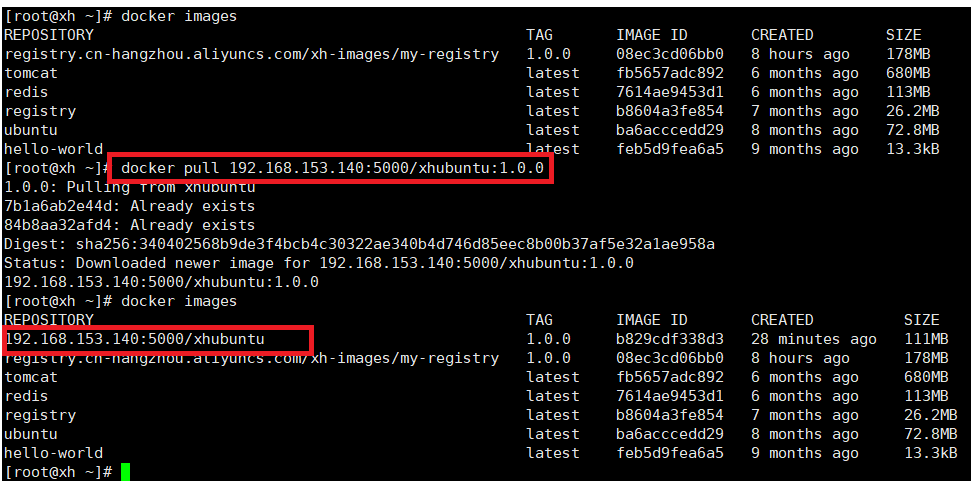 [root@xh ~]# docker images
REPOSITORY TAG IMAGE ID CREATED SIZE
registry.cn-hangzhou.aliyuncs.com/xh-images/my-registry 1.0.0 08ec3cd06bb0 8 hours ago 178MB
tomcat latest fb5657adc892 6 months ago 680MB
redis latest 7614ae9453d1 6 months ago 113MB
registry latest b8604a3fe854 7 months ago 26.2MB
ubuntu latest ba6acccedd29 8 months ago 72.8MB
hello-world latest feb5d9fea6a5 9 months ago 13.3kB
[root@xh ~]# docker pull 192.168.153.140:5000/xhubuntu:1.0.0
1.0.0: Pulling from xhubuntu
7b1a6ab2e44d: Already exists
84b8aa32afd4: Already exists
Digest: sha256:340402568b9de3f4bcb4c30322ae340b4d746d85eec8b00b37af5e32a1ae958a
Status: Downloaded newer image for 192.168.153.140:5000/xhubuntu:1.0.0
192.168.153.140:5000/xhubuntu:1.0.0
[root@xh ~]# docker images
REPOSITORY TAG IMAGE ID CREATED SIZE
192.168.153.140:5000/xhubuntu 1.0.0 b829cdf338d3 28 minutes ago 111MB
registry.cn-hangzhou.aliyuncs.com/xh-images/my-registry 1.0.0 08ec3cd06bb0 8 hours ago 178MB
tomcat latest fb5657adc892 6 months ago 680MB
redis latest 7614ae9453d1 6 months ago 113MB
registry latest b8604a3fe854 7 months ago 26.2MB
ubuntu latest ba6acccedd29 8 months ago 72.8MB
hello-world latest feb5d9fea6a5 9 months ago 13.3kB
[root@xh ~]#